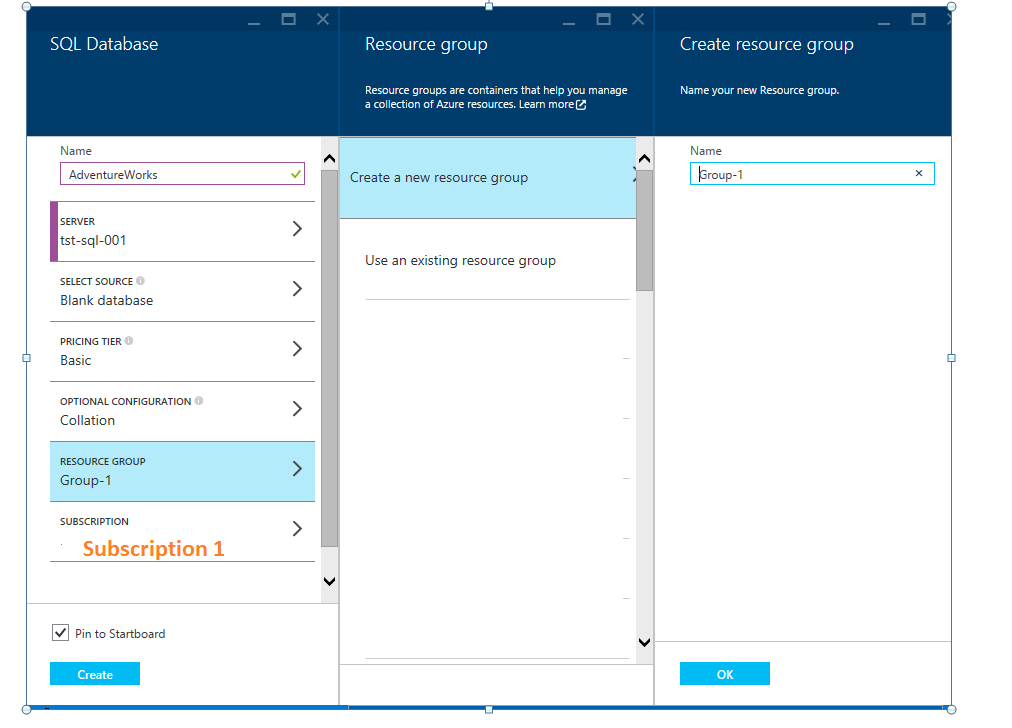 SQL Database
Name
AdventureWorks
SERVER
tst-sql-001
SELECT SOURCE
Blank database
PRICING TIER
Basic
OPTIONAL CONFIGURATION
Collation
RESOURCE GROUP
Group-1
SUBSCRIPTION
Subscription 1
Pin to Startboard
Create
Resource group
Resource groups are containers that help you manage
a collection of Azure resources. Learn more
Create a new resource group
Use an existing resource group
Create resource group
Name your new Resource group.
Name
Group-1
OK